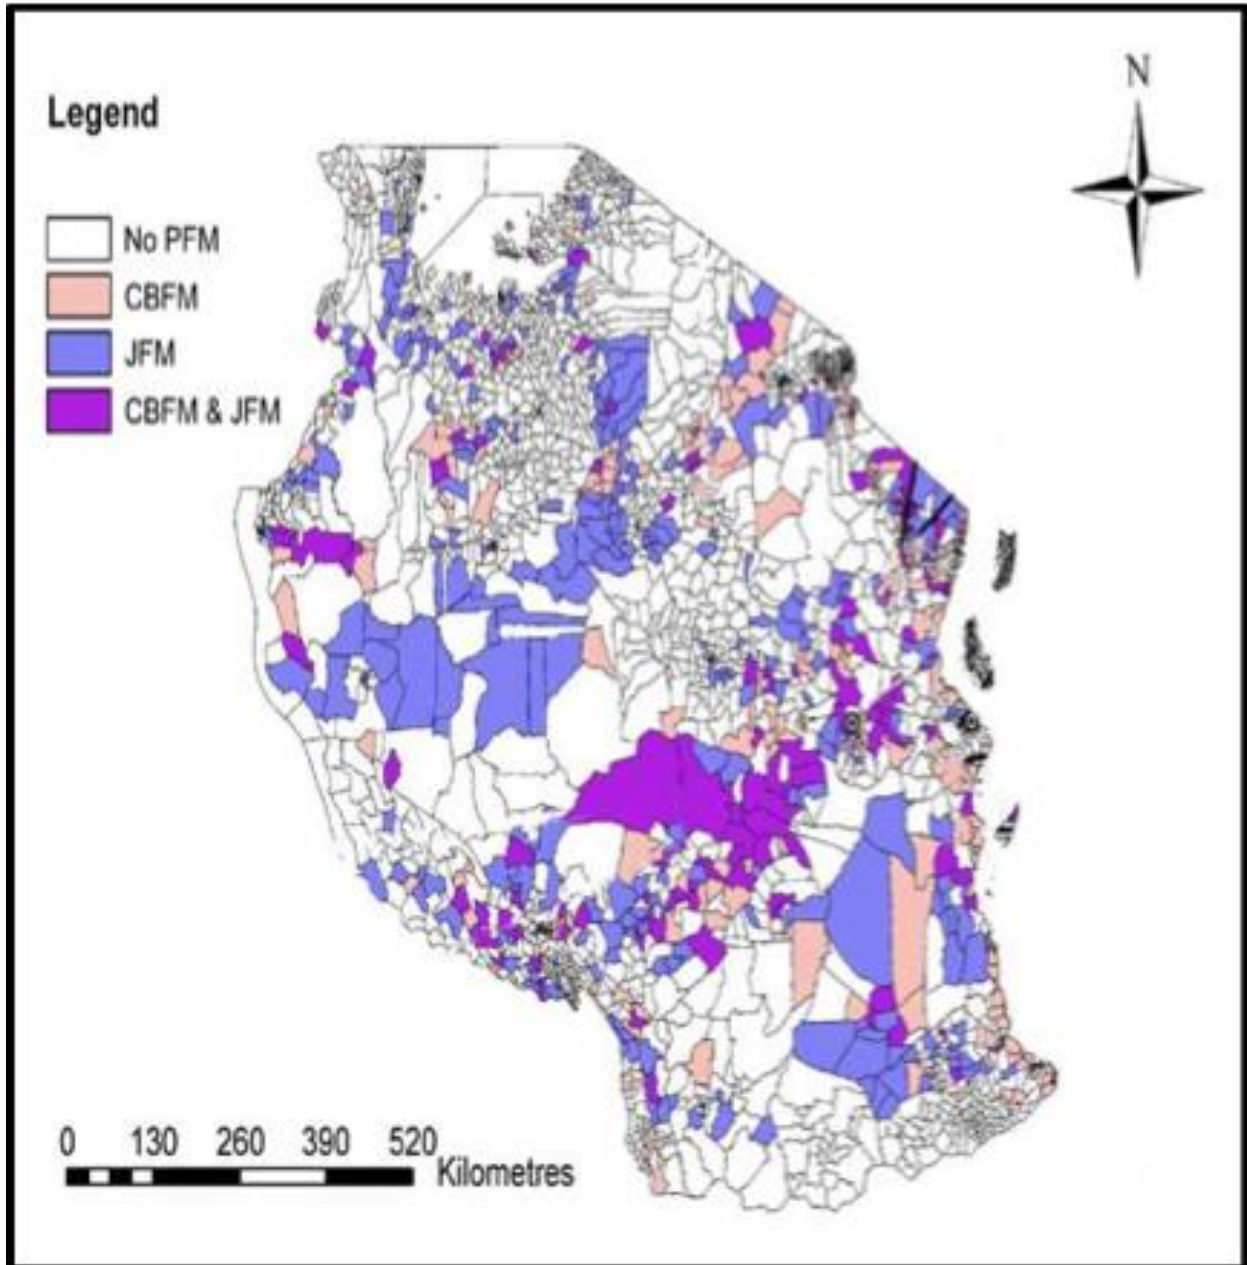 N
Legend
No PFM
CBFM
JFM
CBFM & JFM
0 130 260 390 520
Kilometres